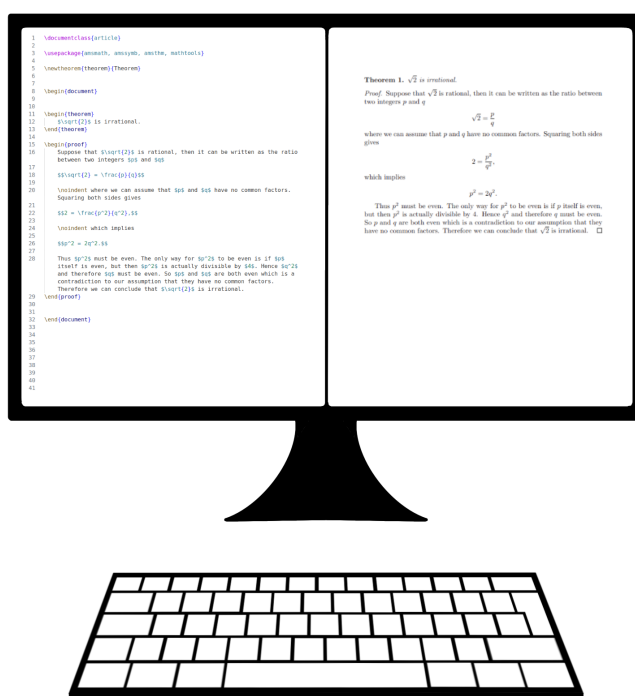 1 \documentclass{article}
2
3 \usepackage{amsmath, amssymb, amsthm, mathtools}
4
5 \newtheorem{theorem}{Theorem}
6
7
8 \begin{document}
9
10
11 \begin{theorem}
12 $\sqrt{2}$ is irrational.
13 \end{theorem}
14
15 \begin{proof}
16 Suppose that $\sqrt{2}$ is rational, then it can be written as the ratio
between two integers $p$ and $q$
17
18 $$\sqrt{2} = \frac{p}{q}$$
19
20 \noindent where we can assume that $p$ and $q$ have no common factors.
Squaring both sides gives
21
22 $$2 = \frac{p^2}{q^2}.$$
23
24 \noindent which implies
25
26 $$p^2 = 2q^2.$$
27
28 Thus $p^2$ must be even. The only way for $p^2$ to be even is if $p$
itself is even, but then $p^2$ is actually divisible by $4$. Hence $q^2$
and therefore $q$ must be even. So $p$ and $q$ are both even which is a
contradiction to our assumption that they have no common factors.
Therefore we can conclude that $\sqrt{2}$ is irrational.
29 \end{proof}
30
31
32 \end{document}
33
34
35
36
37
38
39
40
41
Theorem 1. √2 is irrational.
Proof. Suppose that √2 is rational, then it can be written as the ratio between
two integers p and q
√2 = p/q
where we can assume that p and q have no common factors. Squaring both sides
gives
2 = p²/q².
which implies
p² = 2q².
Thus p² must be even. The only way for p² to be even is if p itself is even,
but then p² is actually divisible by 4. Hence q² and therefore q must be even.
So p and q are both even which is a contradiction to our assumption that they
have no common factors. Therefore we can conclude that √2 is irrational. □